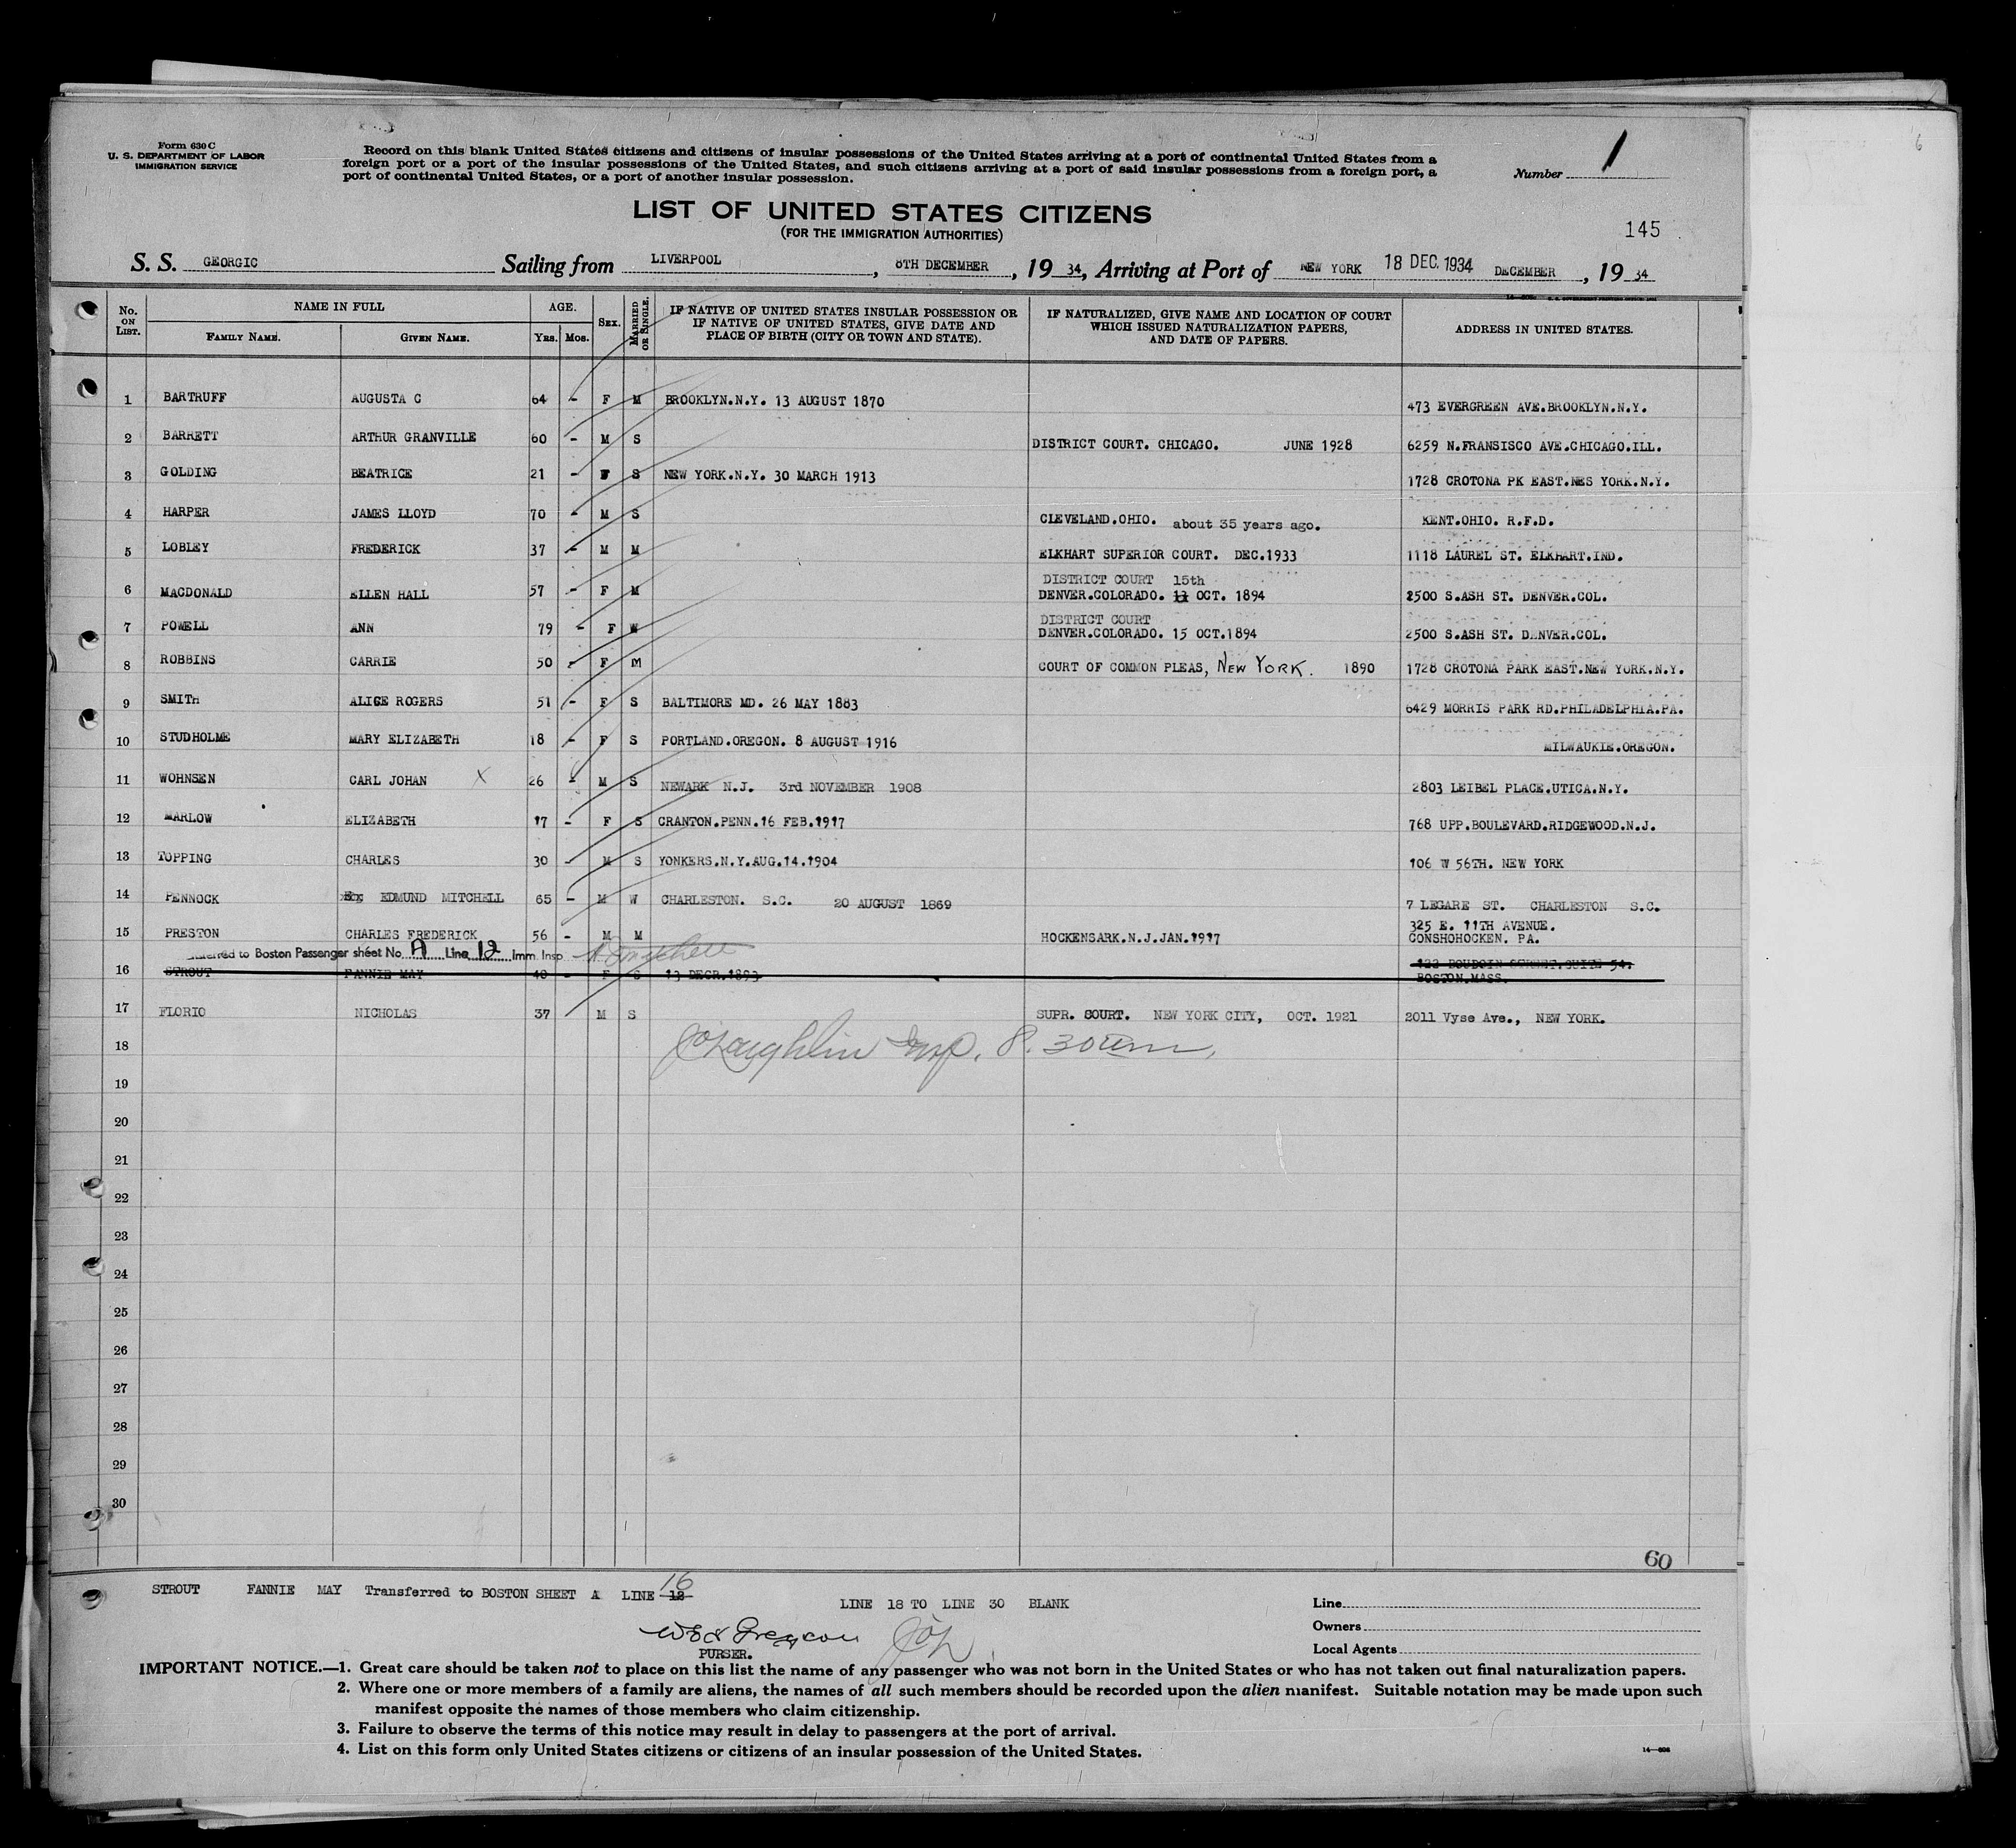 Form 630 C
U. S. DEPARTMENT OF LABOR
IMMIGRATION SERVICE
Record on this blank United States citizens and citizens of insular possessions of the United States arriving at a port of continental United States from a
foreign port or a port of the insular possessions of the United States, and such citizens arriving at a port of said insular possessions from a foreign port, a
port of continental United States, or a port of another insular possession.
Number 1
LIST OF UNITED STATES CITIZENS
(FOR THE IMMIGRATION AUTHORITIES)
145
S. S. GEORGIC Sailing from LIVERPOOL, 8TH DECEMBER, 19 34, Arriving at Port of NEW YORK 18 DEC. 1934 DECEMBER, 19 34
No. ON LIST. NAME IN FULL FAMILY NAME. GIVEN NAME. AGE. YRS. MOS. SEX. MARRIED OR SINGLE. IF NATIVE OF UNITED STATES INSULAR POSSESSION OR IF NATIVE OF UNITED STATES, GIVE DATE AND PLACE OF BIRTH (CITY OR TOWN AND STATE). IF NATURALIZED, GIVE NAME AND LOCATION OF COURT WHICH ISSUED NATURALIZATION PAPERS, AND DATE OF PAPERS. ADDRESS IN UNITED STATES.
1 BARTRUFF AUGUSTA C 64 - F M BROOKLYN.N.Y. 13 AUGUST 1870 473 EVERGREEN AVE.BROOKLYN.N.Y.
2 BARRETT ARTHUR GRANVILLE 60 - M S DISTRICT COURT. CHICAGO. JUNE 1928 6259 N.FRANSISCO AVE.CHICAGO.ILL.
3 GOLDING BEATRICE 21 - F S NEW YORK.N.Y. 30 MARCH 1913 1728 CROTONA PK EAST.NES YORK.N.Y.
4 HARPER JAMES LLOYD 70 - M S CLEVELAND.OHIO. about 35 years ago. KENT.OHIO. R.F.D.
5 LOBLEY FREDERICK 37 - M M ELKHART SUPERIOR COURT. DEC.1933 1118 LAUREL ST. ELKHART.IND.
6 MACDONALD ELLEN HALL 57 - F M DISTRICT COURT 15th
DENVER.COLORADO. OCT. 1894 2500 S.ASH ST. DENVER.COL.
7 POWELL ANN 79 - F W DISTRICT COURT
DENVER.COLORADO. 15 OCT.1894 2500 S.ASH ST. DENVER.COL.
8 ROBBINS CARRIE 50 - F M COURT OF COMMON PLEAS, NEW YORK. 1890 1728 CROTONA PARK EAST.NEW YORK.N.Y.
9 SMITH ALICE ROGERS 51 - F S BALTIMORE MD. 26 MAY 1883 6429 MORRIS PARK RD.PHILADELPHIA.PA.
10 STUDHOLME MARY ELIZABETH 18 - F S PORTLAND.OREGON. 8 AUGUST 1916 MILWAUKIE.OREGON.
11 WOHNSEN CARL JOHAN X 26 - M S NEWARK N.J. 3rd NOVEMBER 1908 2803 LEIBEL PLACE.UTICA.N.Y.
12 MARLOW ELIZABETH 17 - F S CRANTON.PENN.16 FEB.1917 768 UPP.BOULEVARD.RIDGEWOOD.N.J.
13 TOPPING CHARLES 30 - M S YONKERS.N.Y.AUG.14.1904 106 W 56TH. NEW YORK
14 PENNOCK EDMUND MITCHELL 65 - M W CHARLESTON. S.C. 20 AUGUST 1869 7 LEGARE ST. CHARLESTON S.C.
15 PRESTON CHARLES FREDERICK 56 - M M HOCKENSARK.N.J.JAN.1917 325 E. 11TH AVENUE.
CONSHOHOCKEN. PA.
to Boston Passenger sheet No. A Line 12 Imm. Insp.
16 STROUT FANNIE MAY 40 - F S 13 DECR.1893 122 BOUDOIN STREET.SUITE 54.
BOSTON.MASS.
17 FLORIO NICHOLAS 37 M S SUPR. COURT. NEW YORK CITY, OCT. 1921 2011 Vyse Ave., NEW YORK.
18 JO'Loughlin Insp. 8.30am,
19
20
21
22
23
24
25
26
27
28
29
30
60
STROUT FANNIE MAY Transferred to BOSTON SHEET A LINE 12 16
LINE 18 TO LINE 30 BLANK
PURSER.
Line
Owners
Local Agents
IMPORTANT NOTICE.—1. Great care should be taken not to place on this list the name of any passenger who was not born in the United States or who has not taken out final naturalization papers.
2. Where one or more members of a family are aliens, the names of all such members should be recorded upon the alien manifest. Suitable notation may be made upon such
manifest opposite the names of those members who claim citizenship.
3. Failure to observe the terms of this notice may result in delay to passengers at the port of arrival.
4. List on this form only United States citizens or citizens of an insular possession of the United States.